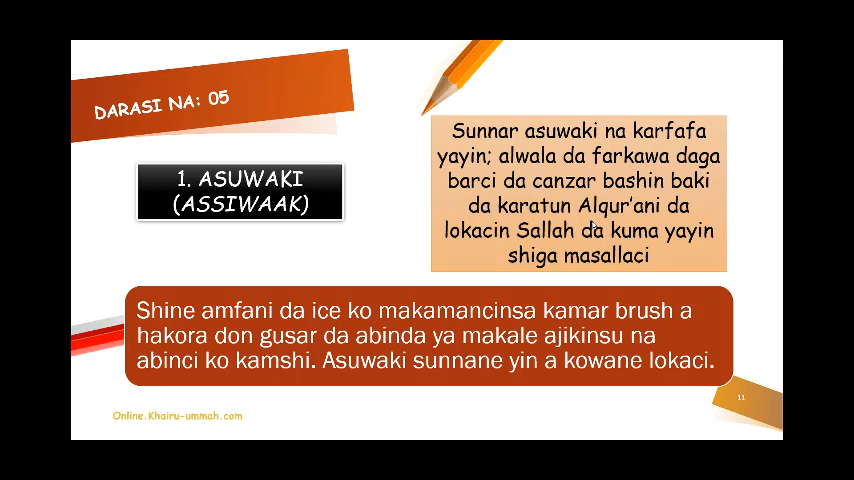 DARASI NA: 05
1. ASUWAKI
(ASSIWAAK)
Sunnar asuwaki na karfafa
yayin; alwala da farkawa daga
barci da canzar bashin baki
da karatun Alqur'ani da
lokacin Sallah da kuma yayin
shiga masallaci
Shine amfani da ice ko makamancinsa kamar brush a
hakora don gusar da abinda ya makale ajikinsu na
abinci ko kamshi. Asuwaki sunnane yin a kowane lokaci.
11
Online.Khairu-ummah.com